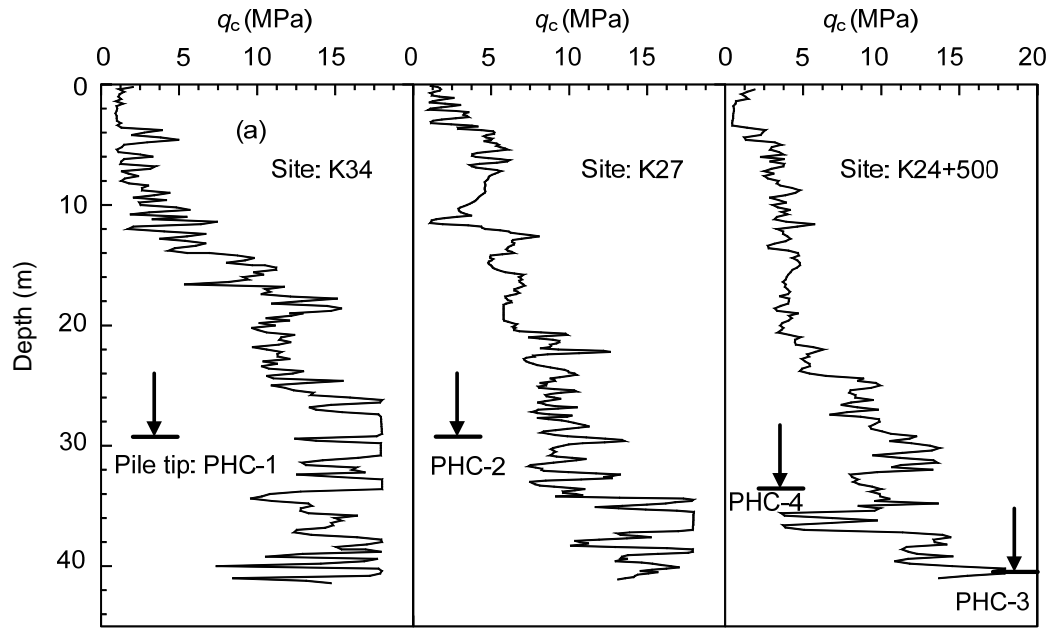 qc (MPa) qc (MPa) qc (MPa)
0 5 10 15 0 5 10 15 0 5 10 15 20
0
(a)
Site: K34 Site: K27 Site: K24+500
10
Depth (m)
20
30
Pile tip: PHC-1 PHC-2
PHC-4
40
PHC-3